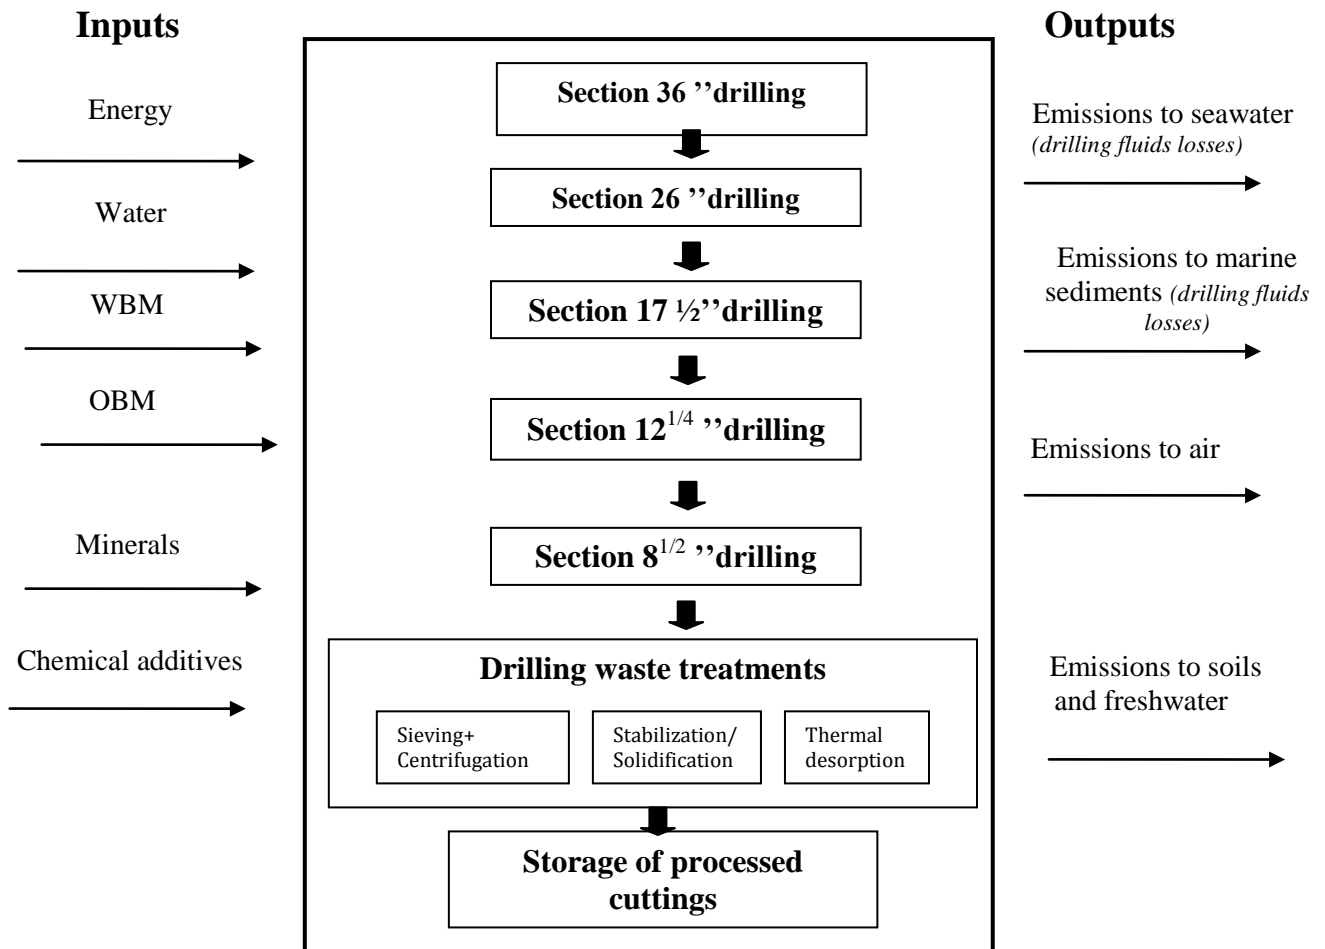 Inputs
Energy
Water
WBM
OBM
Minerals
Chemical additives
Section 36 ’’drilling
Section 26 ’’drilling
Section 17 ½’’drilling
Section 12^1/4 ’’drilling
Section 8^1/2 ’’drilling
Drilling waste treatments
Sieving+
Centrifugation
Stabilization/
Solidification
Thermal
desorption
Storage of processed
cuttings
Outputs
Emissions to seawater
(drilling fluids losses)
Emissions to marine
sediments (drilling fluids
losses)
Emissions to air
Emissions to soils
and freshwater